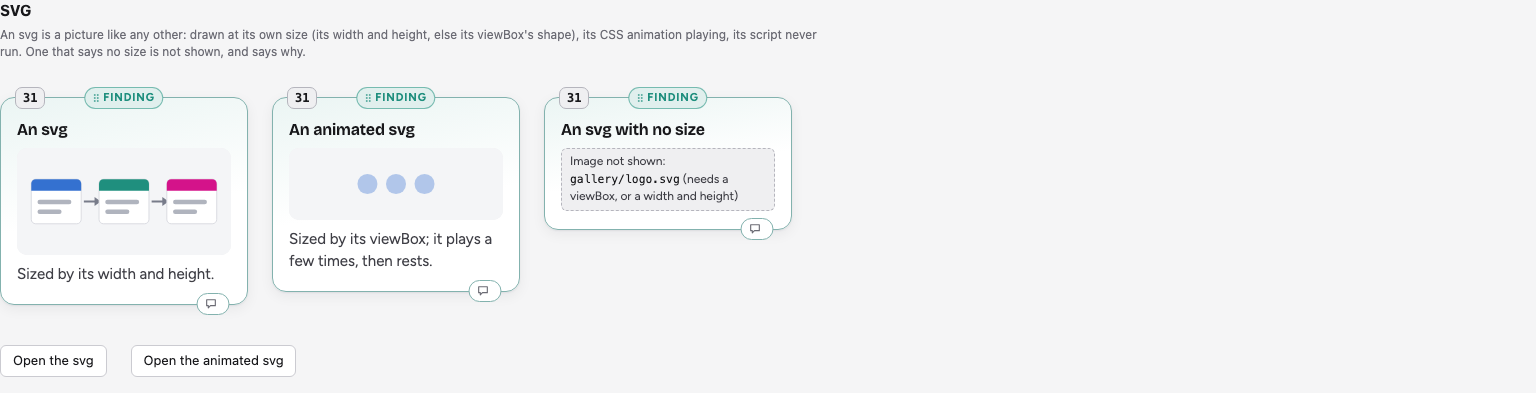 SVG
An svg is a picture like any other: drawn at its own size (its width and height, else its viewBox's shape), its CSS animation playing, its script never
run. One that says no size is not shown, and says why.
31
FINDING
An svg
Sized by its width and height.
31
FINDING
An animated svg
Sized by its viewBox; it plays a
few times, then rests.
31
FINDING
An svg with no size
Image not shown:
gallery/logo.svg (needs a
viewBox, or a width and height)
Open the svg
Open the animated svg